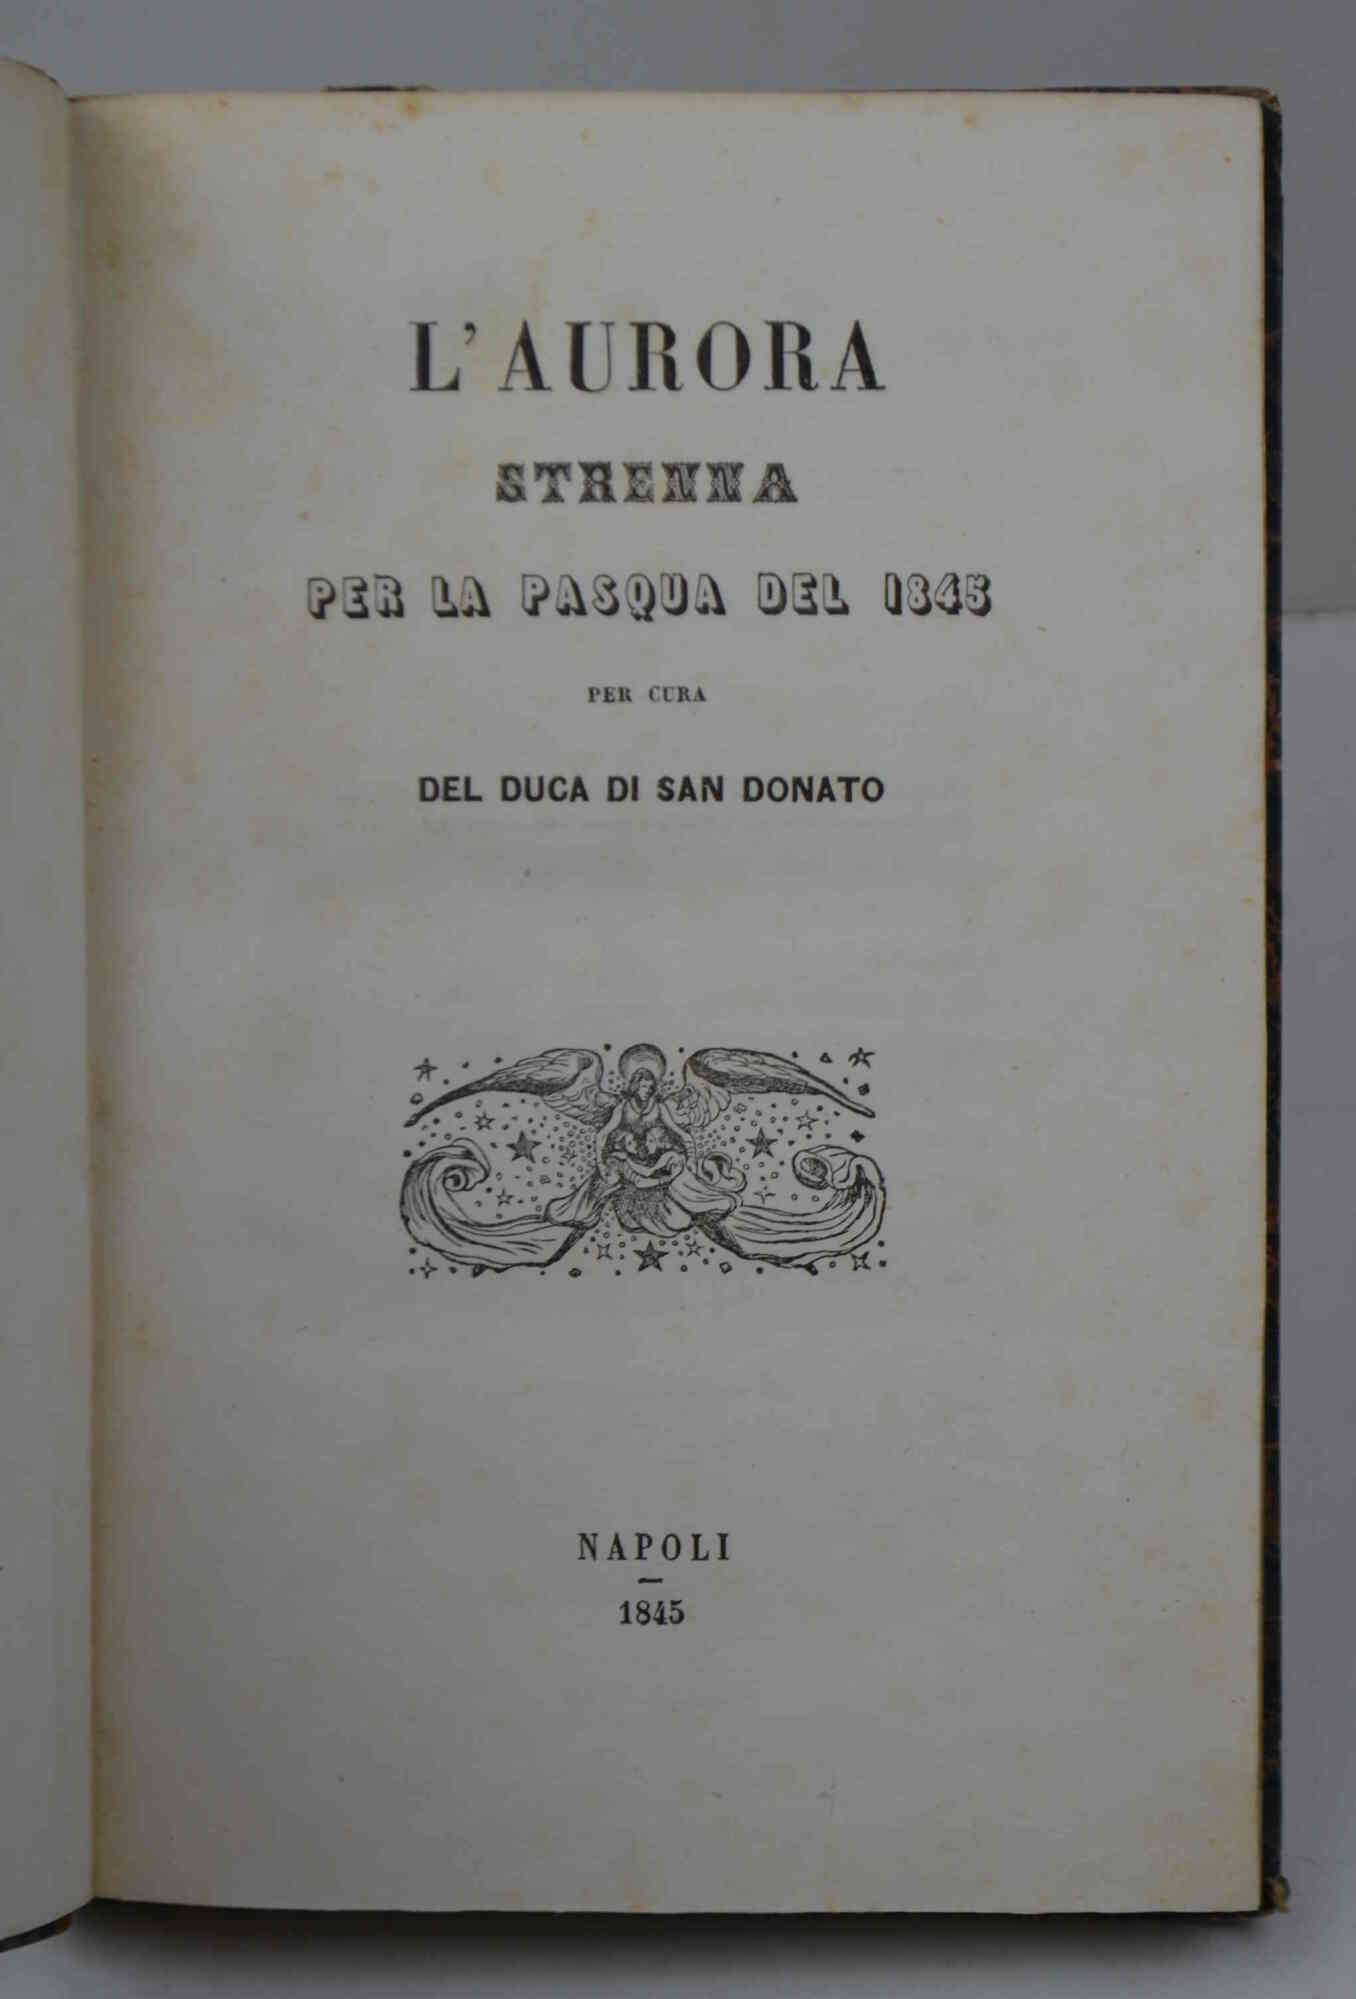 L'AURORA
STRENNA
PER LA PASQUA DEL 1845
PER CURA
DEL DUCA DI SAN DONATO
NAPOLI
1845